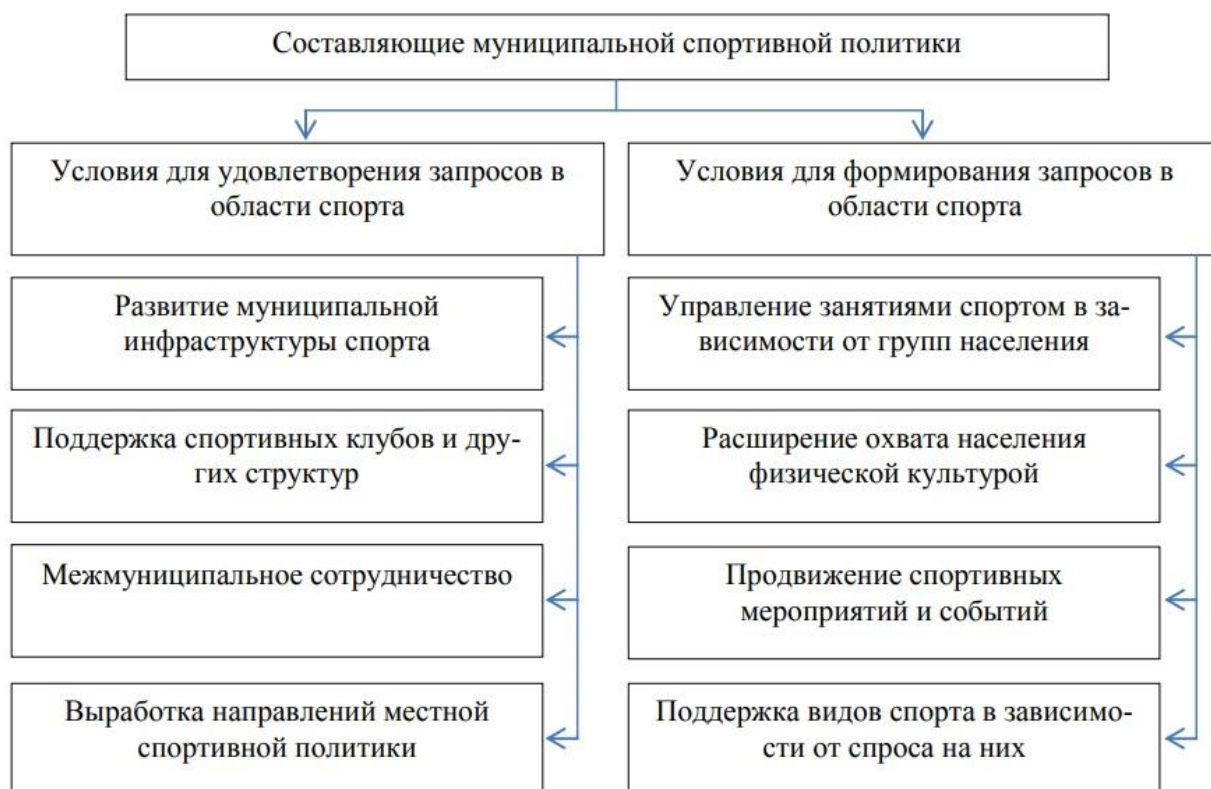 Составляющие муниципальной спортивной политики
Условия для удовлетворения запросов в
области спорта
Развитие муниципальной
инфраструктуры спорта
Поддержка спортивных клубов и дру-
гих структур
Межмуниципальное сотрудничество
Выработка направлений местной
спортивной политики
Условия для формирования запросов в
области спорта
Управление занятиями спортом в за-
висимости от групп населения
Расширение охвата населения
физической культурой
Продвижение спортивных
мероприятий и событий
Поддержка видов спорта в зависимо-
сти от спроса на них